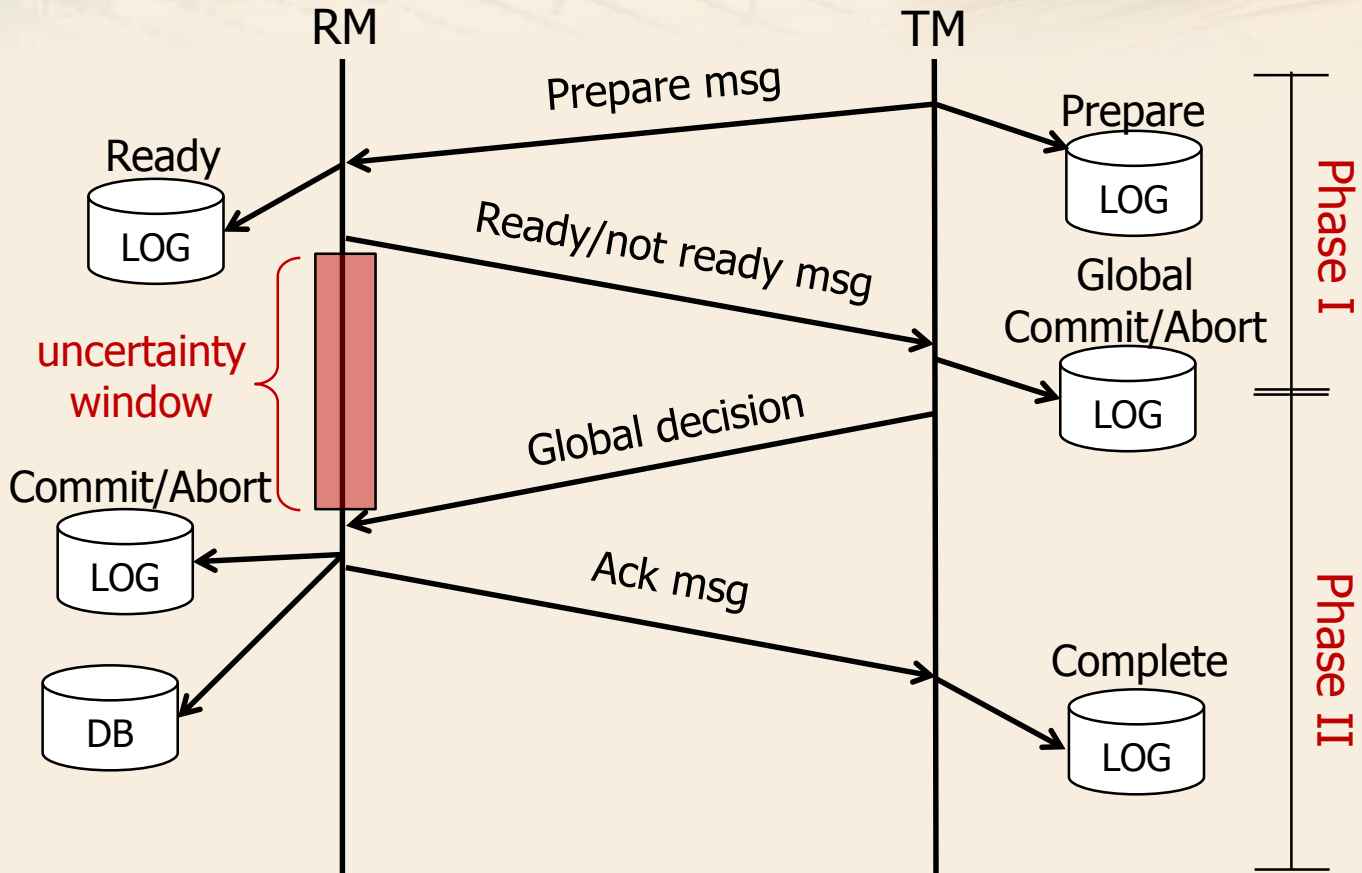 RM
TM
Prepare msg
Prepare
LOG
Ready
LOG
Phase I
Ready/not ready msg
Global
Commit/Abort
LOG
uncertainty
window
Global decision
Commit/Abort
LOG
Ack msg
Phase II
DB
Complete
LOG